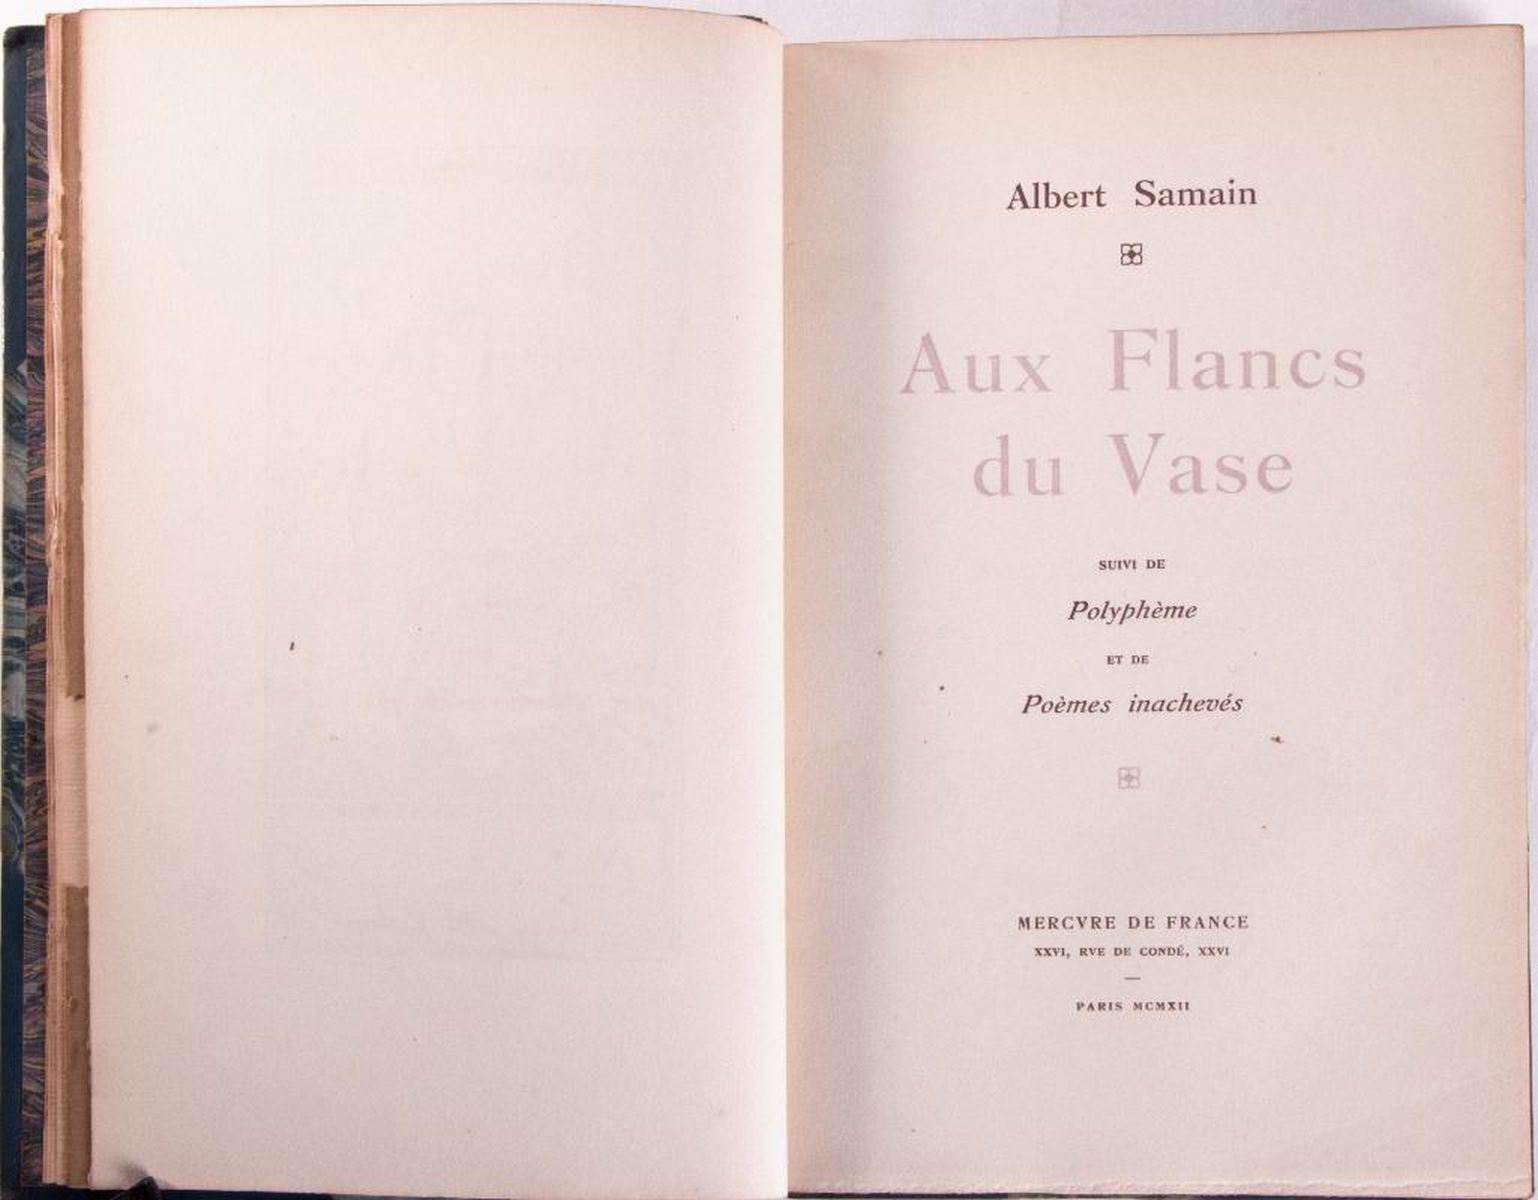 Albert Samain
Aux Flancs
du Vase
SUIVI DE
Polyphème
ET DE
Poèmes inachevés
MERCVRE DE FRANCE
XXVI, RVE DE CONDÉ, XXVI
—
PARIS MCMXII